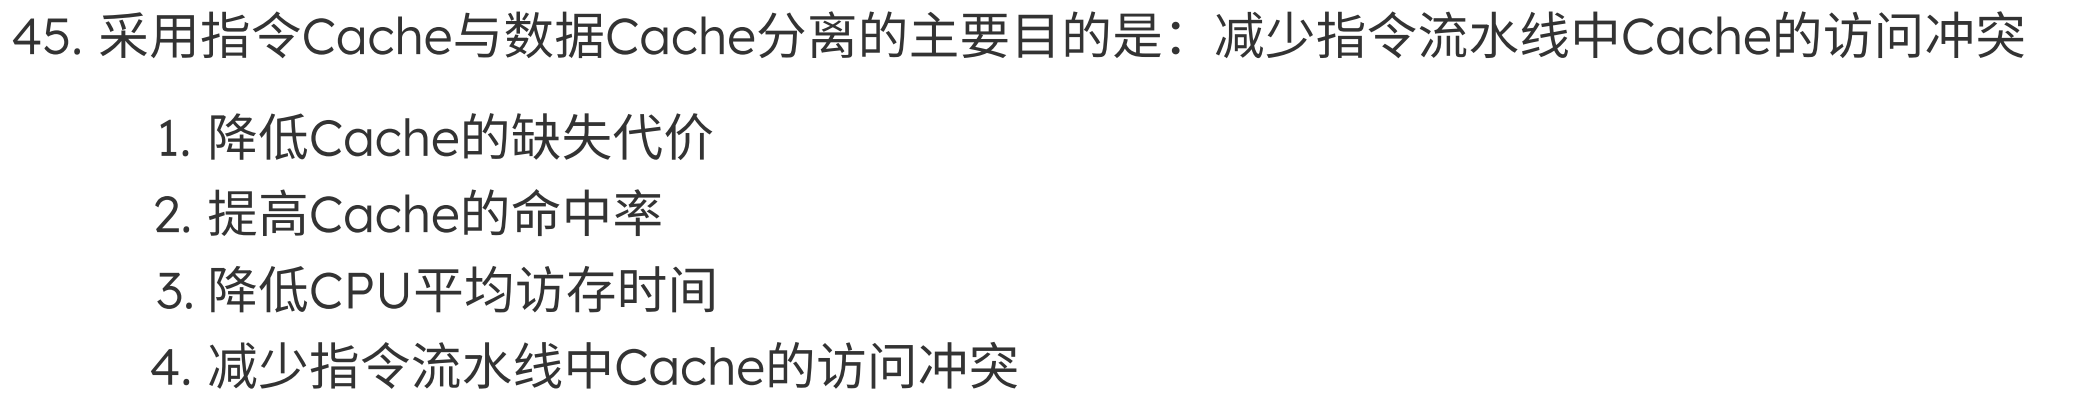 45. 采用指令Cache与数据Cache分离的主要目的是：减少指令流水线中Cache的访问冲突
1. 降低Cache的缺失代价
2. 提高Cache的命中率
3. 降低CPU平均访存时间
4. 减少指令流水线中Cache的访问冲突